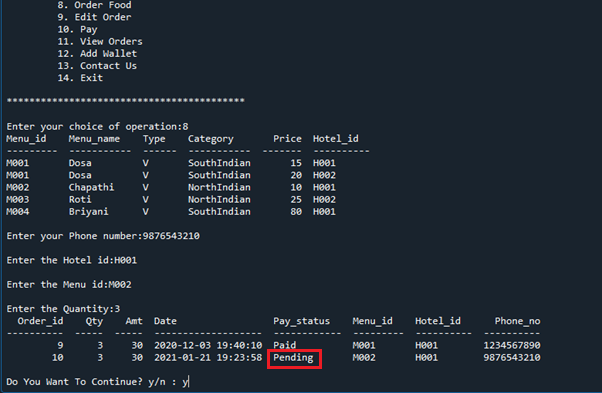 8. Order Food
9. Edit Order
10. Pay
11. View Orders
12. Add Wallet
13. Contact Us
14. Exit
******************************************
Enter your choice of operation:8
Menu_id    Menu_name    Type    Category       Price  Hotel_id
---------  -----------  ------  -----------  -------  ----------
M001       Dosa         V       SouthIndian       15  H001
M001       Dosa         V       SouthIndian       20  H002
M002       Chapathi     V       NorthIndian       10  H001
M003       Roti         V       NorthIndian       25  H002
M004       Briyani      V       SouthIndian       80  H001
Enter your Phone number:9876543210
Enter the Hotel id:H001
Enter the Menu id:M002
Enter the Quantity:3
Order_id    Qty    Amt  Date                 Pay_status    Menu_id    Hotel_id      Phone_no
----------  -----  -----  -------------------  ------------  ---------  ----------  ----------
9      3     30  2020-12-03 19:40:10  Paid          M001       H001        1234567890
10      3     30  2021-01-21 19:23:58  Pending       M002       H001        9876543210
Do You Want To Continue? y/n : y